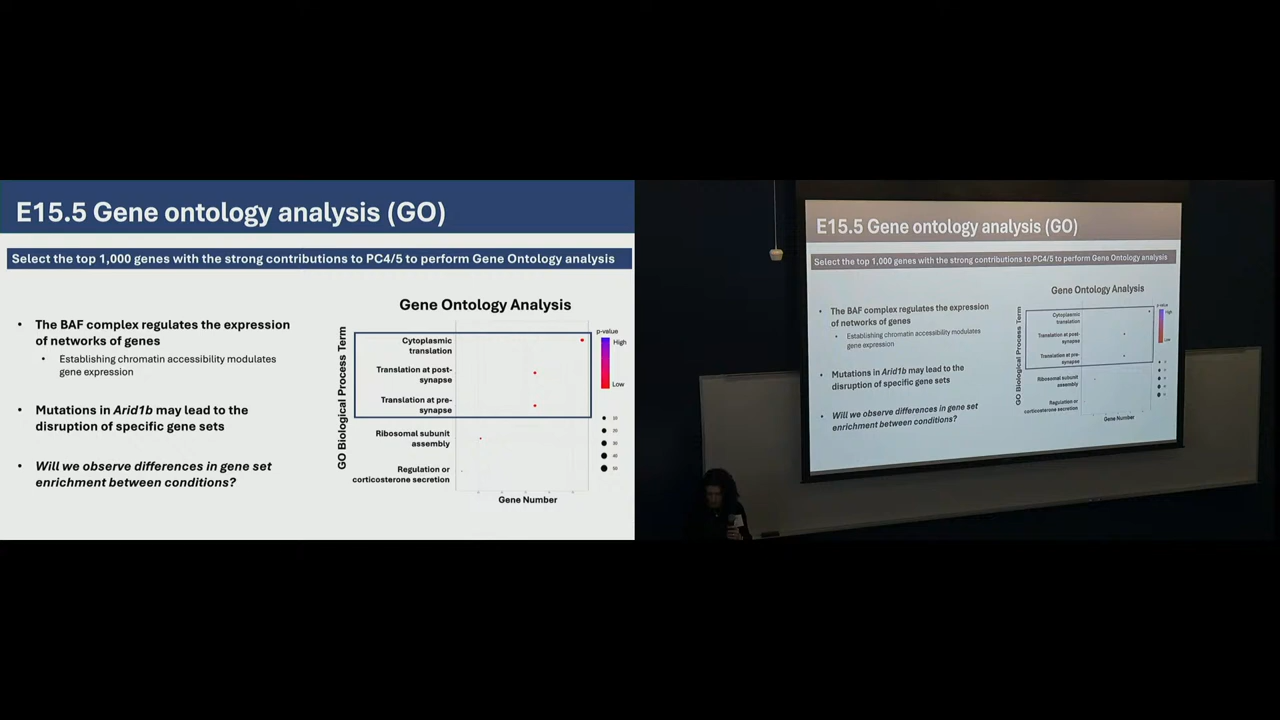 E15.5 Gene ontology analysis (GO)
Select the top 1,000 genes with the strong contributions to PC4/5 to perform Gene Ontology analysis
• The BAF complex regulates the expression
of networks of genes
• Establishing chromatin accessibility modulates
gene expression
• Mutations in Arid1b may lead to the
disruption of specific gene sets
• Will we observe differences in gene set
enrichment between conditions?
Gene Ontology Analysis
GO Biological Process Term
Cytoplasmic
translation
Translation at post-
synapse
Translation at pre-
synapse
Ribosomal subunit
assembly
Regulation or
corticosterone secretion
Gene Number
p-value
High
Low
E15.5 Gene ontology analysis (GO)
Select the top 1,000 genes with the strong contributions to PC4/5 to perform Gene Ontology analysis
• The BAF complex regulates the expression
of networks of genes
• Establishing chromatin accessibility modulates
gene expression
• Mutations in Arid1b may lead to the
disruption of specific gene sets
• Will we observe differences in gene set
enrichment between conditions?
Gene Ontology Analysis
GO Biological Process Term
Cytoplasmic
translation
Translation at post-
synapse
Translation at pre-
synapse
Ribosomal subunit
assembly
Regulation or
corticosterone secretion
Gene Number
p-value
High
Low